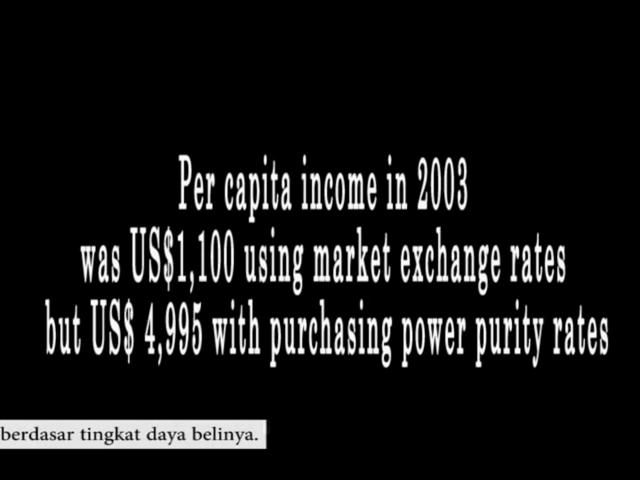 Per capita income in 2003
was US$1,100 using market exchange rates
but US$ 4,995 with purchasing power purity rates
berdasar tingkat daya belinya.